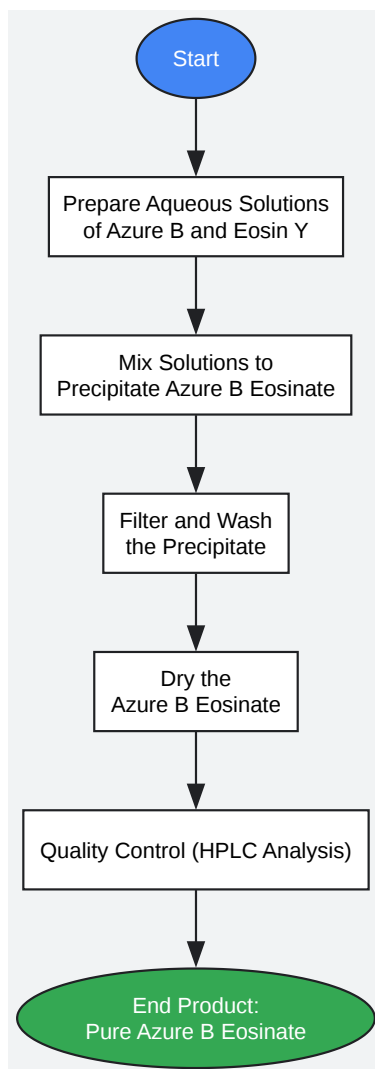 Start
Prepare Aqueous Solutions
of Azure B and Eosin Y
Mix Solutions to
Precipitate Azure B Eosinate
Filter and Wash
the Precipitate
Dry the
Azure B Eosinate
Quality Control (HPLC Analysis)
End Product:
Pure Azure B Eosinate